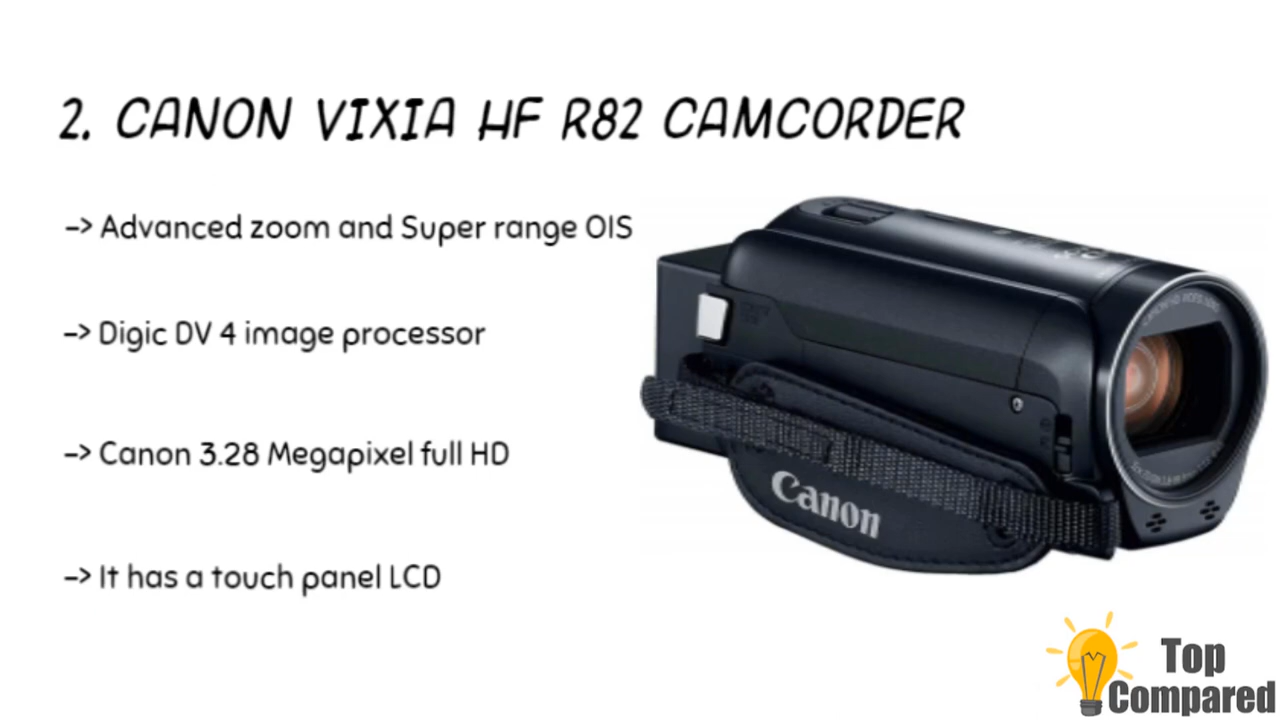 2. CANON VIXIA HF R82 CAMCORDER
-> Advanced zoom and Super range OIS
-> Digic DV 4 image processor
-> Canon 3.28 Megapixel full HD
-> It has a touch panel LCD
Canon
Top
Compared